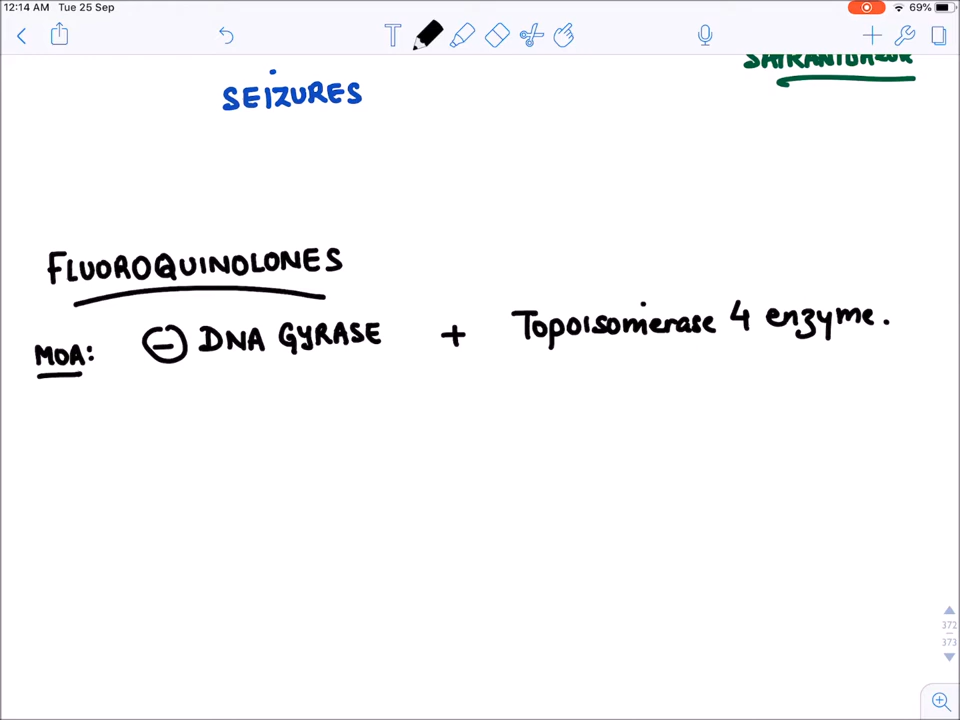 12:14 AM Tue 25 Sep
69%
T
SEIZURES
FLUOROQUINOLONES
MOA: - DNA GYRASE + Topoisomerase 4 enzyme.
372
373